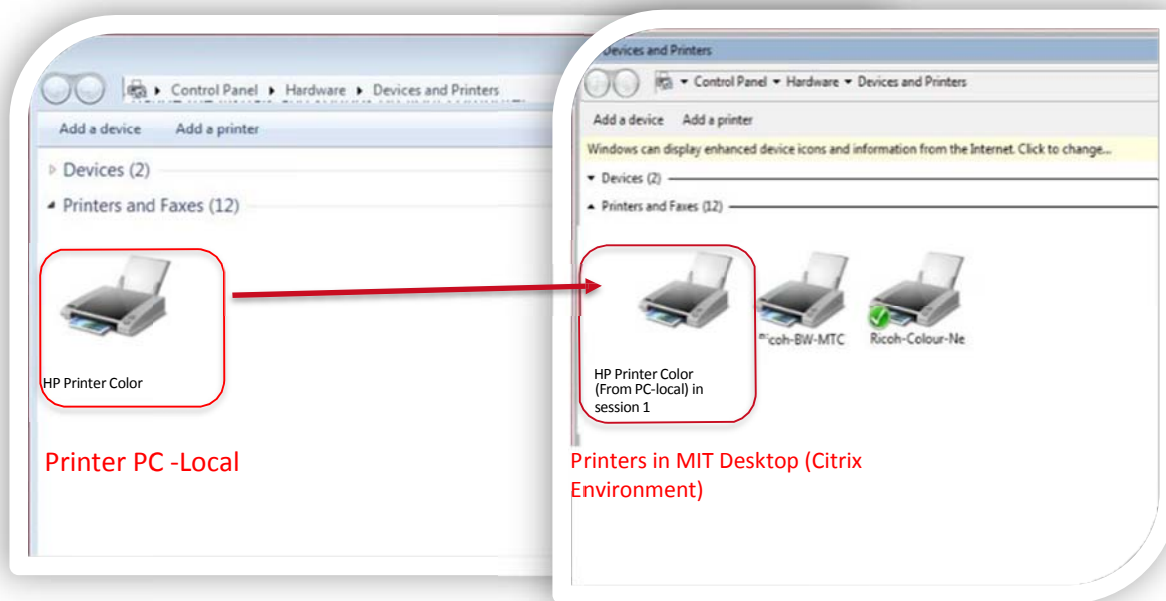 Control Panel ▸ Hardware ▸ Devices and Printers
Add a device Add a printer
Devices (2)
Printers and Faxes (12)
HP Printer Color
Printer PC -Local
Devices and Printers
Control Panel ▾ Hardware ▾ Devices and Printers
Add a device Add a printer
Windows can display enhanced device icons and information from the Internet. Click to change...
Devices (2)
Printers and Faxes (12)
HP Printer Color
(From PC-local) in
session 1
coh-BW-MTC
Ricoh-Colour-Ne
Printers in MIT Desktop (Citrix
Environment)